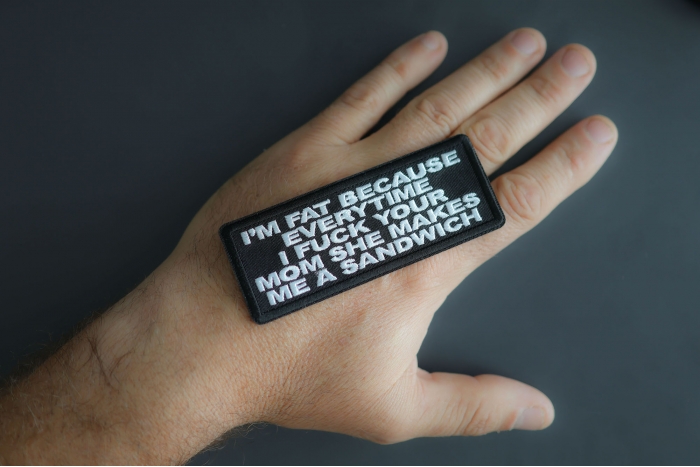 I'M FAT BECAUSE
EVERYTIME
I FUCK YOUR
MOM SHE MAKES
ME A SANDWICH